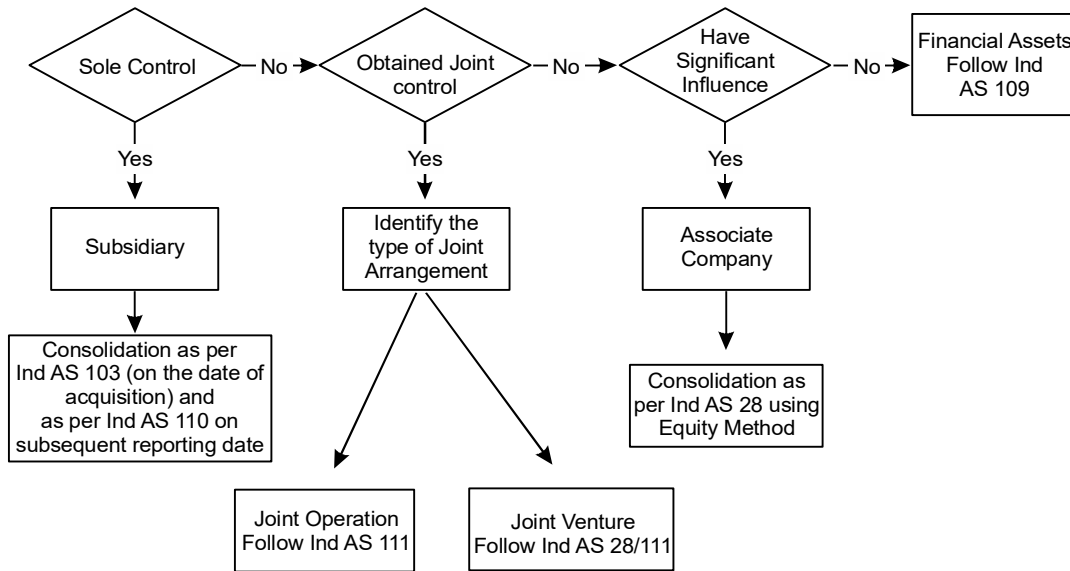 Sole Control
No
Obtained Joint
control
No
Have
Significant
Influence
No
Financial Assets
Follow Ind
AS 109
Yes
Yes
Yes
Subsidiary
Identify the
type of Joint
Arrangement
Associate
Company
Consolidation as per
Ind AS 103 (on the date of
acquisition) and
as per Ind AS 110 on
subsequent reporting date
Consolidation as
per Ind AS 28 using
Equity Method
Joint Operation
Follow Ind AS 111
Joint Venture
Follow Ind AS 28/111